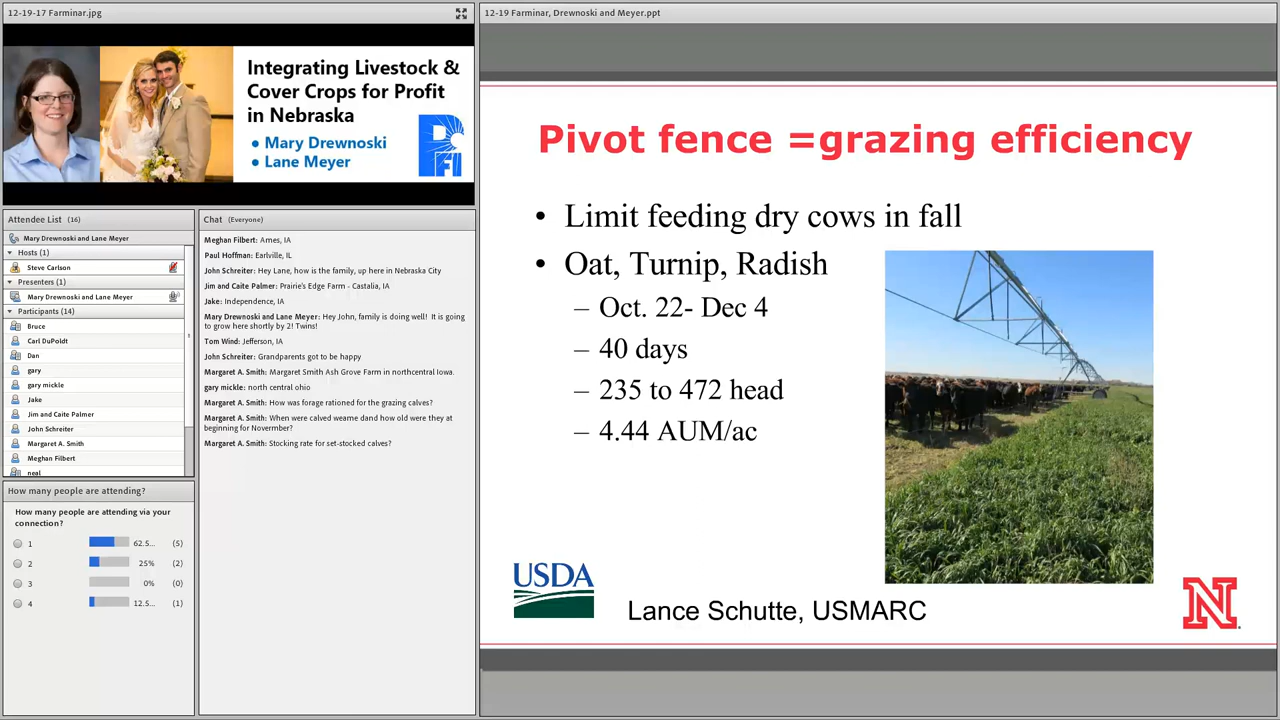 12-19-17 Farminar.jpg
Integrating Livestock &
Cover Crops for Profit
in Nebraska
• Mary Drewnoski
• Lane Meyer
PFI
Attendee List (16)
Mary Drewnoski and Lane Meyer
Hosts (1)
Steve Carlson
Presenters (1)
Mary Drewnoski and Lane Meyer
Participants (14)
Bruce
Carl DuPoldt
Dan
gary
gary mickle
Jake
Jim and Caite Palmer
John Schreiter
Margaret A. Smith
Meghan Filbert
neal
Chat (Everyone)
Meghan Filbert: Ames, IA
Paul Hoffman: Earlville, IL
John Schreiter: Hey Lane, how is the family, up here in Nebraska City
Jim and Caite Palmer: Prairie's Edge Farm - Castalia, IA
Jake: Independence, IA
Mary Drewnoski and Lane Meyer: Hey John, family is doing well! It is going
to grow here shortly by 2! Twins!
Tom Wind: Jefferson, IA
John Schreiter: Grandparents got to be happy
Margaret A. Smith: Margaret Smith Ash Grove Farm in northcentral Iowa.
gary mickle: north central ohio
Margaret A. Smith: How was forage rationed for the grazing calves?
Margaret A. Smith: When were calved weame dand how old were they at
beginning for Novermber?
Margaret A. Smith: Stocking rate for set-stocked calves?
How many people are attending?
How many people are attending via your
connection?
1 62.5... (5)
2 25% (2)
3 0% (0)
4 12.5... (1)
12-19 Farminar, Drewnoski and Meyer.ppt
Pivot fence =grazing efficiency
• Limit feeding dry cows in fall
• Oat, Turnip, Radish
– Oct. 22- Dec 4
– 40 days
– 235 to 472 head
– 4.44 AUM/ac
USDA
Lance Schutte, USMARC
N